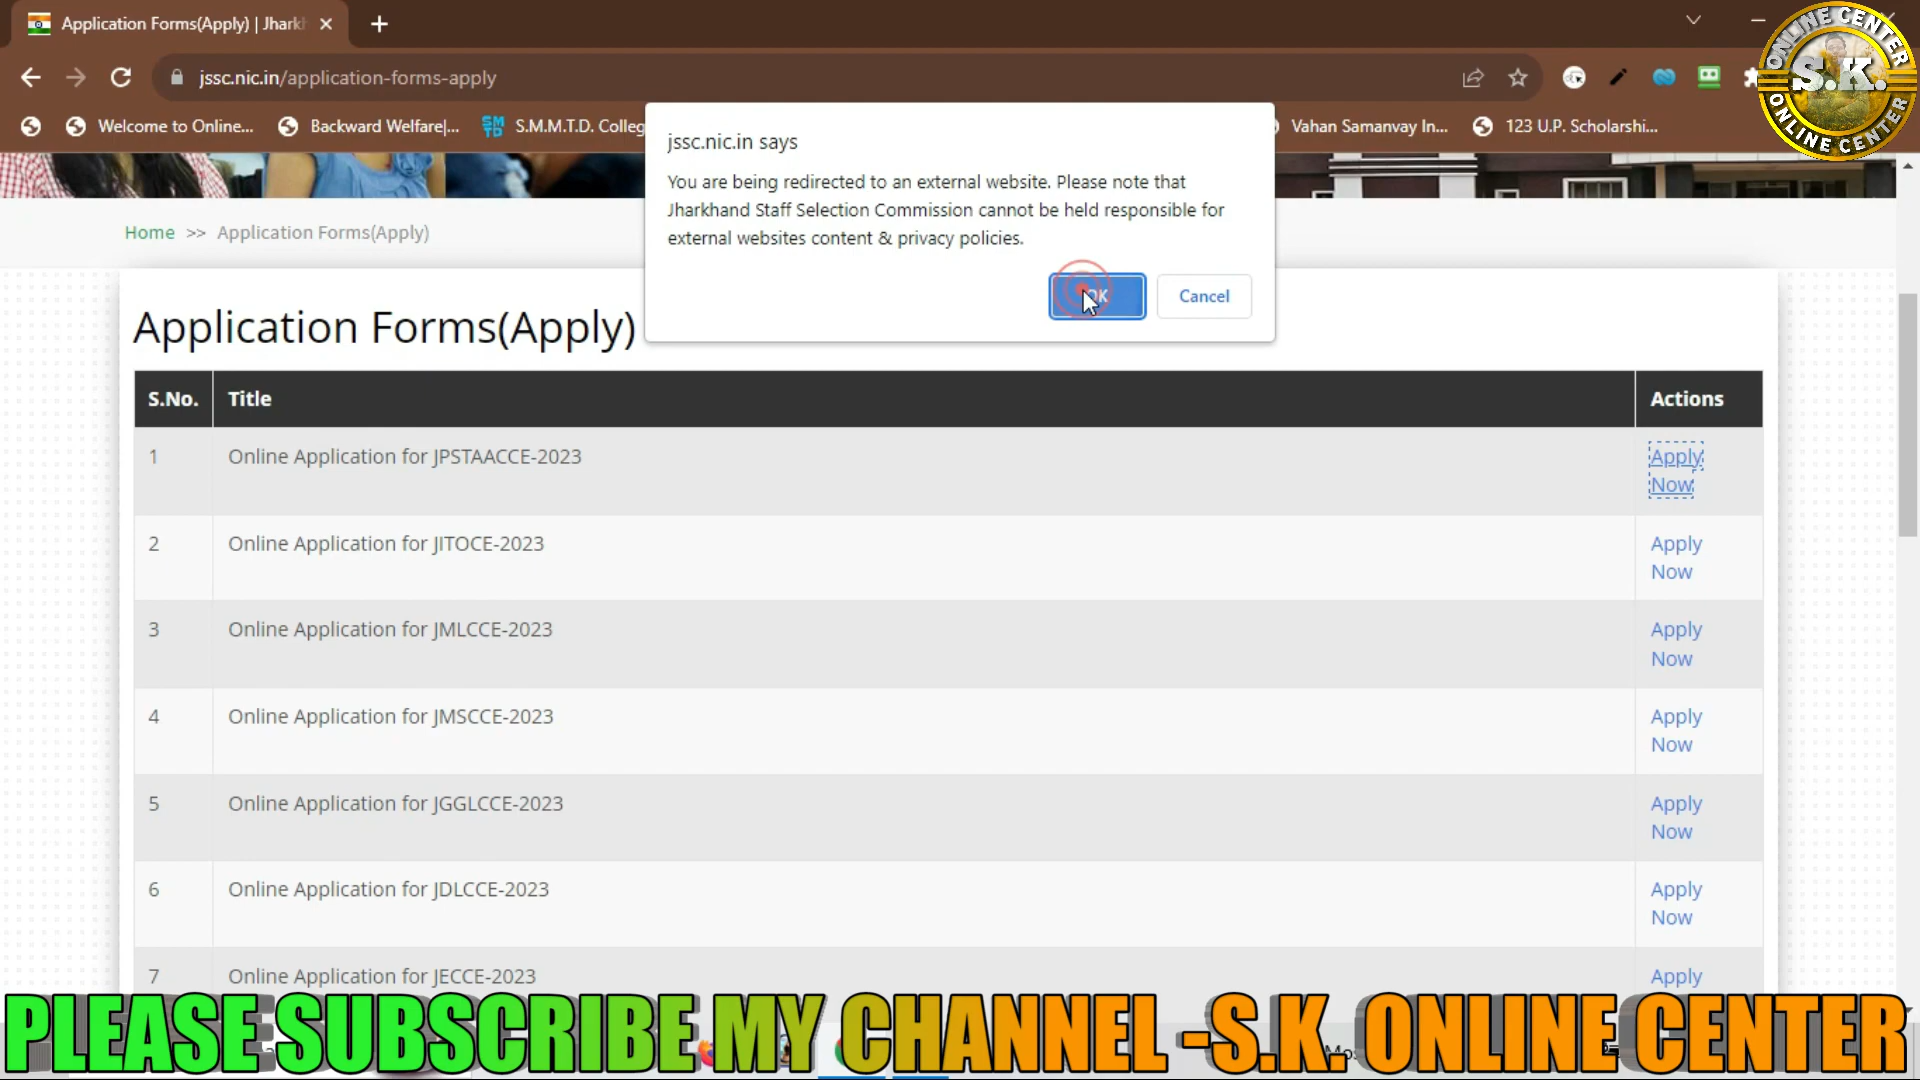 Application Forms(Apply) | Jhark
jssc.nic.in/application-forms-apply
Welcome to Online...
Backward Welfare|...
S.M.M.T.D. Colleg
Vahan Samanvay In...
123 U.P. Scholarshi...
ONLINE CENTER
S.K.
ONLINE CENTER
jssc.nic.in says
You are being redirected to an external website. Please note that
Jharkhand Staff Selection Commission cannot be held responsible for
external websites content & privacy policies.
OK
Cancel
Home >> Application Forms(Apply)
Application Forms(Apply)
S.No. Title Actions
1 Online Application for JPSTAACCE-2023 Apply
Now
2 Online Application for JITOCE-2023 Apply
Now
3 Online Application for JMLCCE-2023 Apply
Now
4 Online Application for JMSCCE-2023 Apply
Now
5 Online Application for JGGLCCE-2023 Apply
Now
6 Online Application for JDLCCE-2023 Apply
Now
7 Online Application for JECCE-2023 Apply
PLEASE SUBSCRIBE MY CHANNEL -S.K. ONLINE CENTER